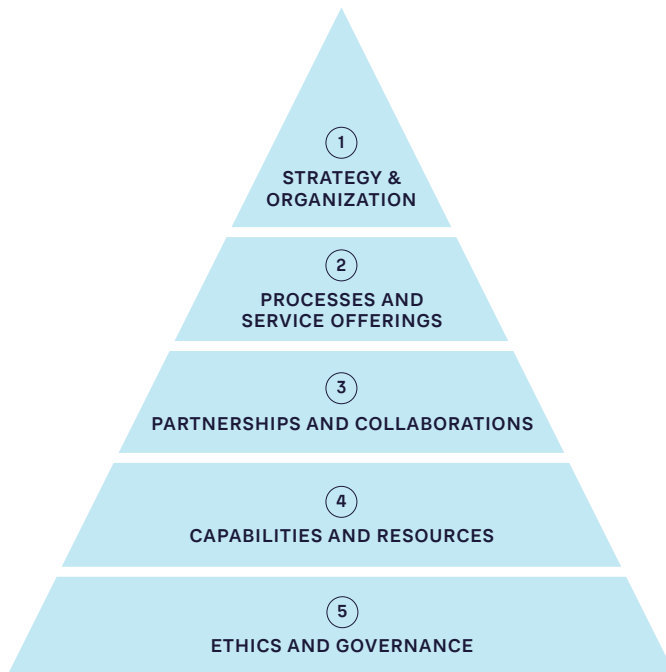 1
STRATEGY &
ORGANIZATION
2
PROCESSES AND
SERVICE OFFERINGS
3
PARTNERSHIPS AND COLLABORATIONS
4
CAPABILITIES AND RESOURCES
5
ETHICS AND GOVERNANCE